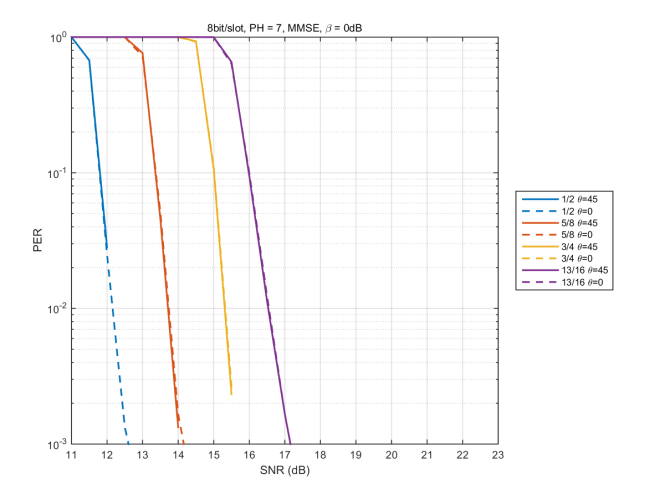 8bit/slot, PH = 7, MMSE, β = 0dB
10^0
10^-1
10^-2
10^-3
PER
11 12 13 14 15 16 17 18 19 20 21 22 23
SNR (dB)
1/2 θ=45
1/2 θ=0
5/8 θ=45
5/8 θ=0
3/4 θ=45
3/4 θ=0
13/16 θ=45
13/16 θ=0